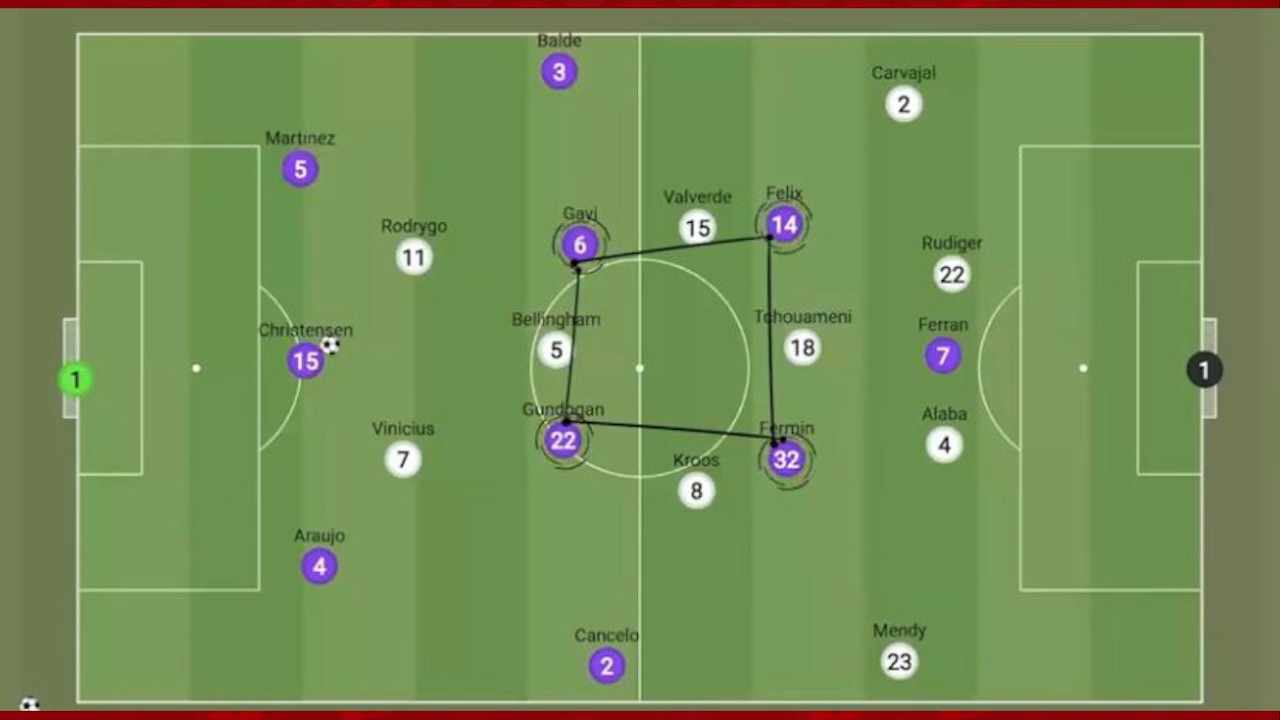 Balde
3
Carvajal
2
Martinez
5
Valverde
15
Felix
14
Gavi
6
Rodrygo
11
Rudiger
22
Bellingham
5
Tchouameni
18
Ferran
7
Christensen
15
1
1
Gundogan
22
Alaba
4
Vinicius
7
Fermin
32
Kroos
8
Araujo
4
Mendy
23
Cancelo
2